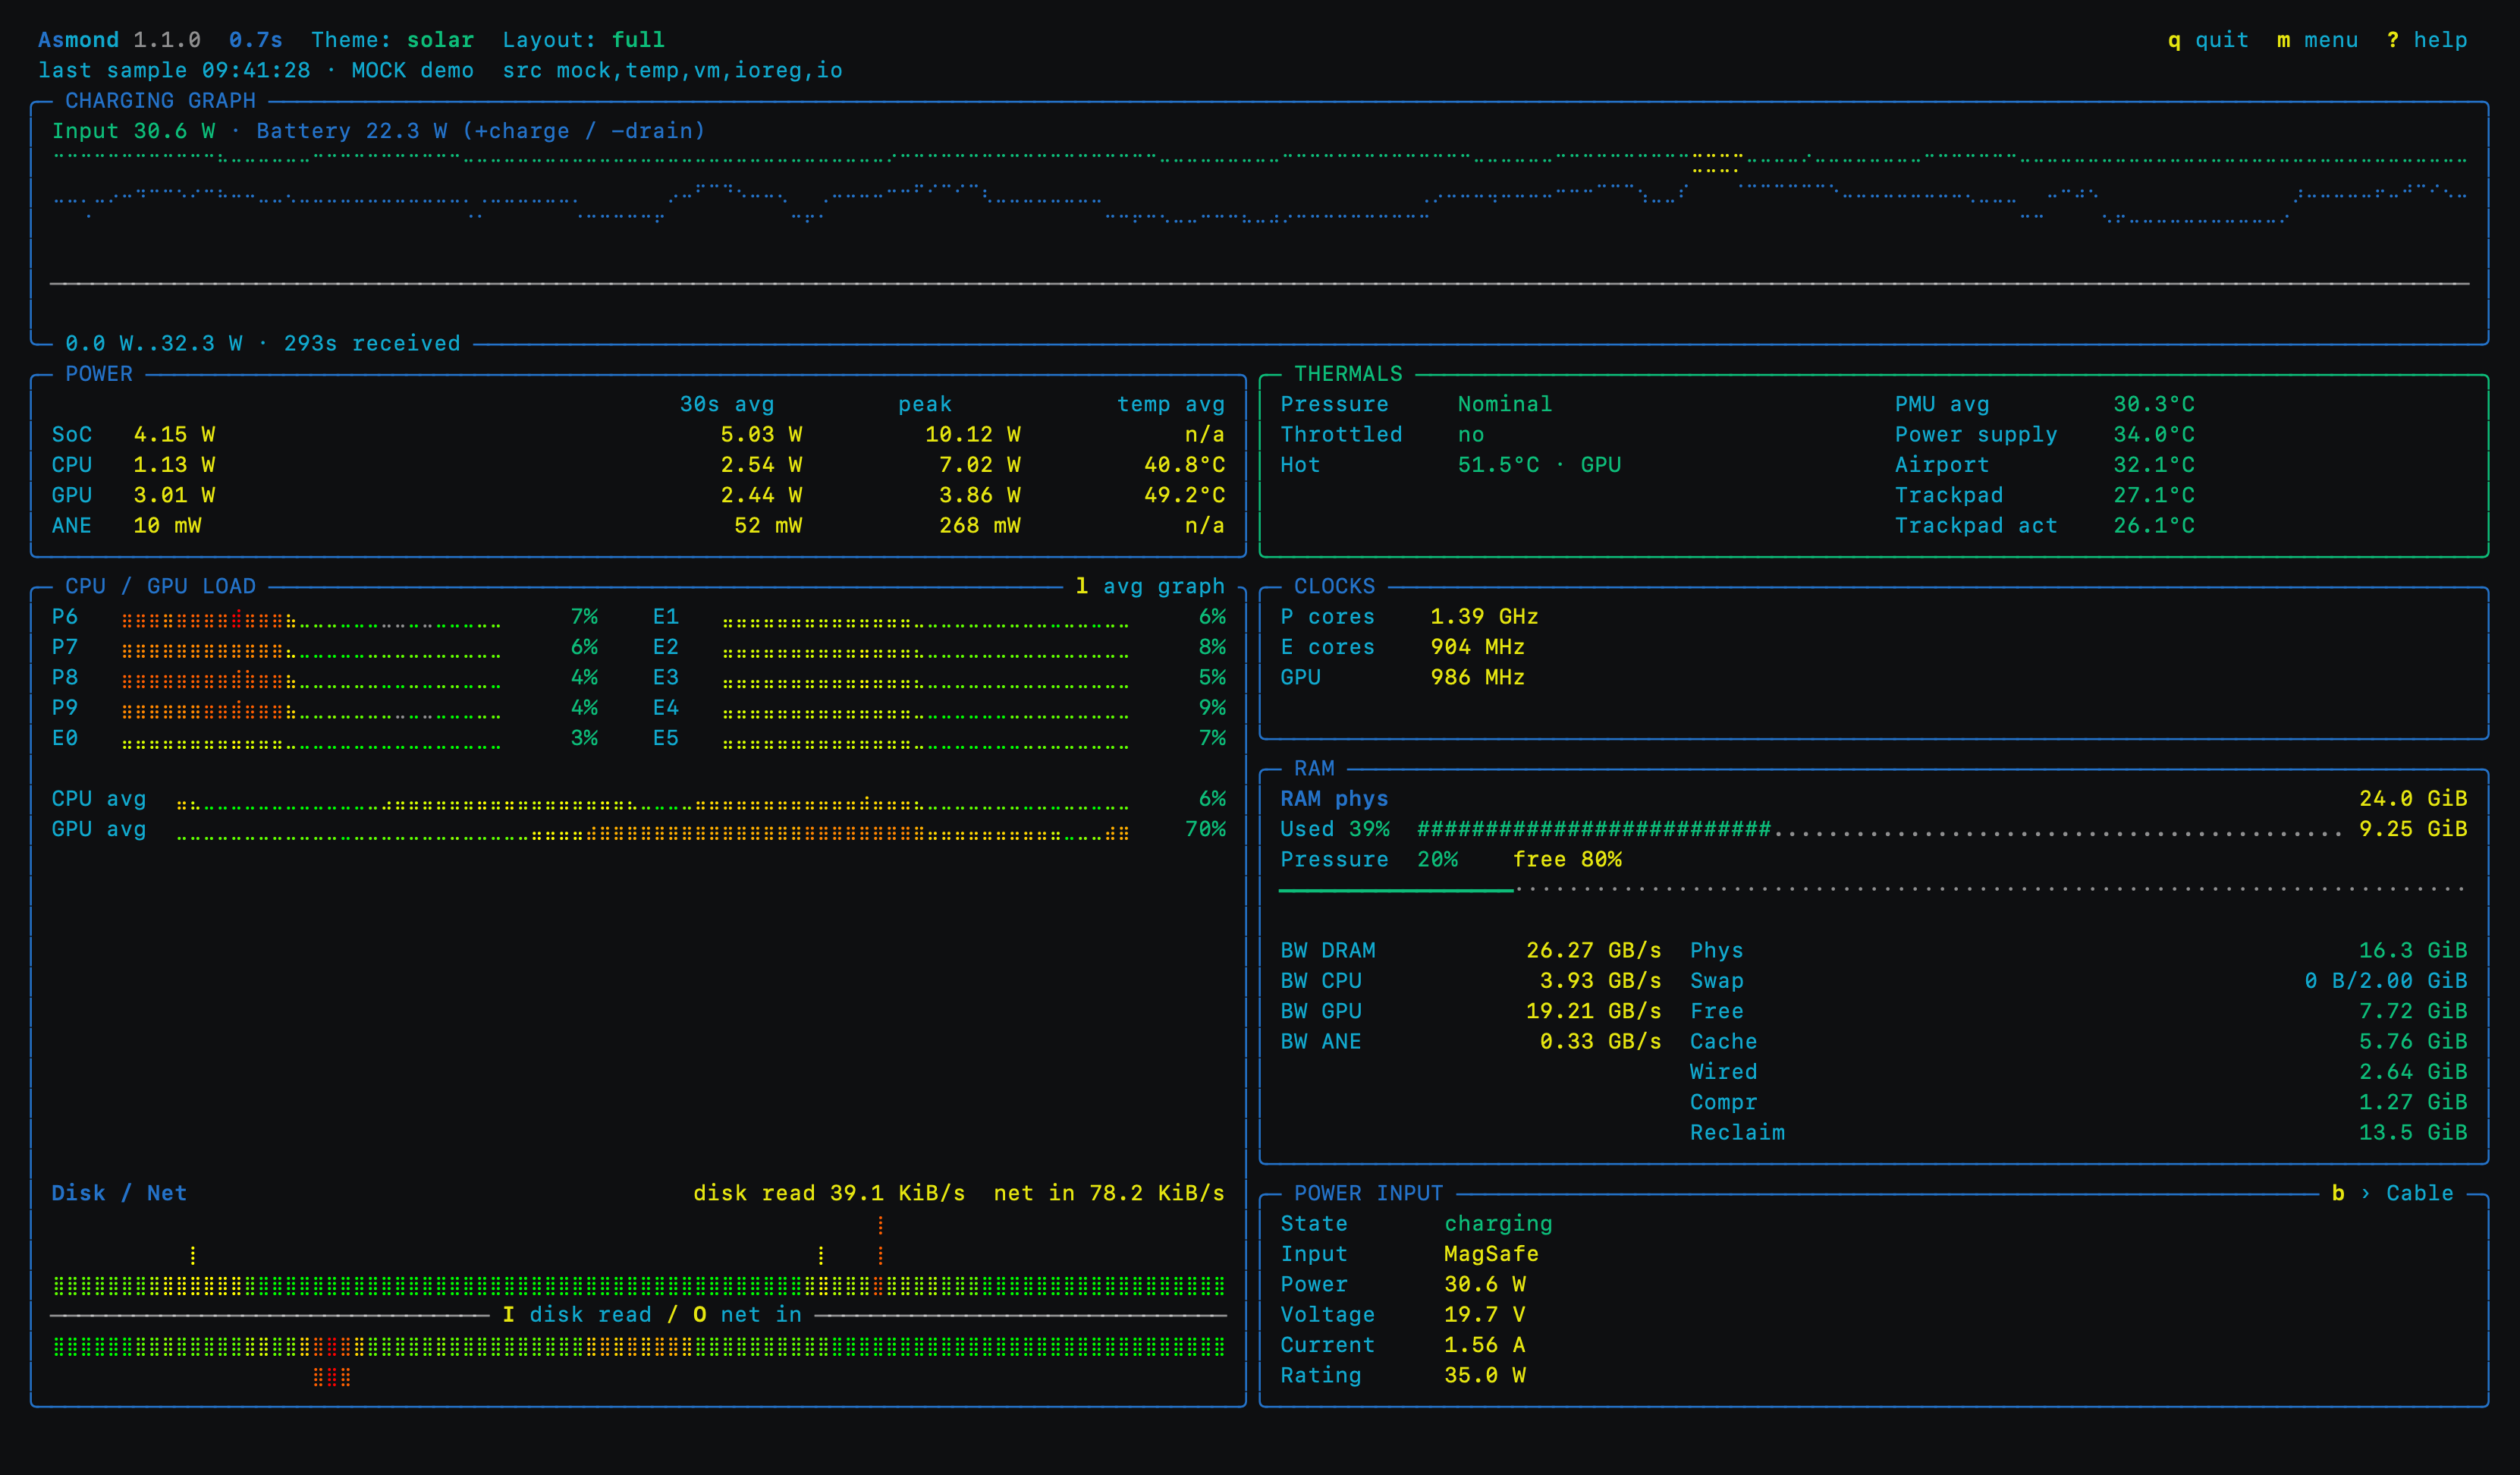 Asmond 1.1.0  0.7s  Theme: solar  Layout: full  q quit  m menu  ? help
last sample 09:41:28 · MOCK demo  src mock,temp,vm,ioreg,io
CHARGING GRAPH
Input 30.6 W · Battery 22.3 W (+charge / −drain)
0.0 W..32.3 W · 293s received
POWER
30s avg  peak  temp avg
SoC  4.15 W  5.03 W  10.12 W  n/a
CPU  1.13 W  2.54 W  7.02 W  40.8°C
GPU  3.01 W  2.44 W  3.86 W  49.2°C
ANE  10 mW  52 mW  268 mW  n/a
THERMALS
Pressure  Nominal  PMU avg  30.3°C
Throttled  no  Power supply  34.0°C
Hot  51.5°C · GPU  Airport  32.1°C
Trackpad  27.1°C
Trackpad act  26.1°C
CPU / GPU LOAD  l avg graph
P6  7%  E1  6%
P7  6%  E2  8%
P8  4%  E3  5%
P9  4%  E4  9%
E0  3%  E5  7%
CPU avg  6%
GPU avg  70%
Disk / Net  disk read 39.1 KiB/s  net in 78.2 KiB/s
I disk read / O net in
CLOCKS
P cores  1.39 GHz
E cores  904 MHz
GPU  986 MHz
RAM
RAM phys  24.0 GiB
Used 39%  ##########################  9.25 GiB
Pressure  20%  free 80%
BW DRAM  26.27 GB/s  Phys  16.3 GiB
BW CPU  3.93 GB/s  Swap  0 B/2.00 GiB
BW GPU  19.21 GB/s  Free  7.72 GiB
BW ANE  0.33 GB/s  Cache  5.76 GiB
Wired  2.64 GiB
Compr  1.27 GiB
Reclaim  13.5 GiB
POWER INPUT  b › Cable
State  charging
Input  MagSafe
Power  30.6 W
Voltage  19.7 V
Current  1.56 A
Rating  35.0 W